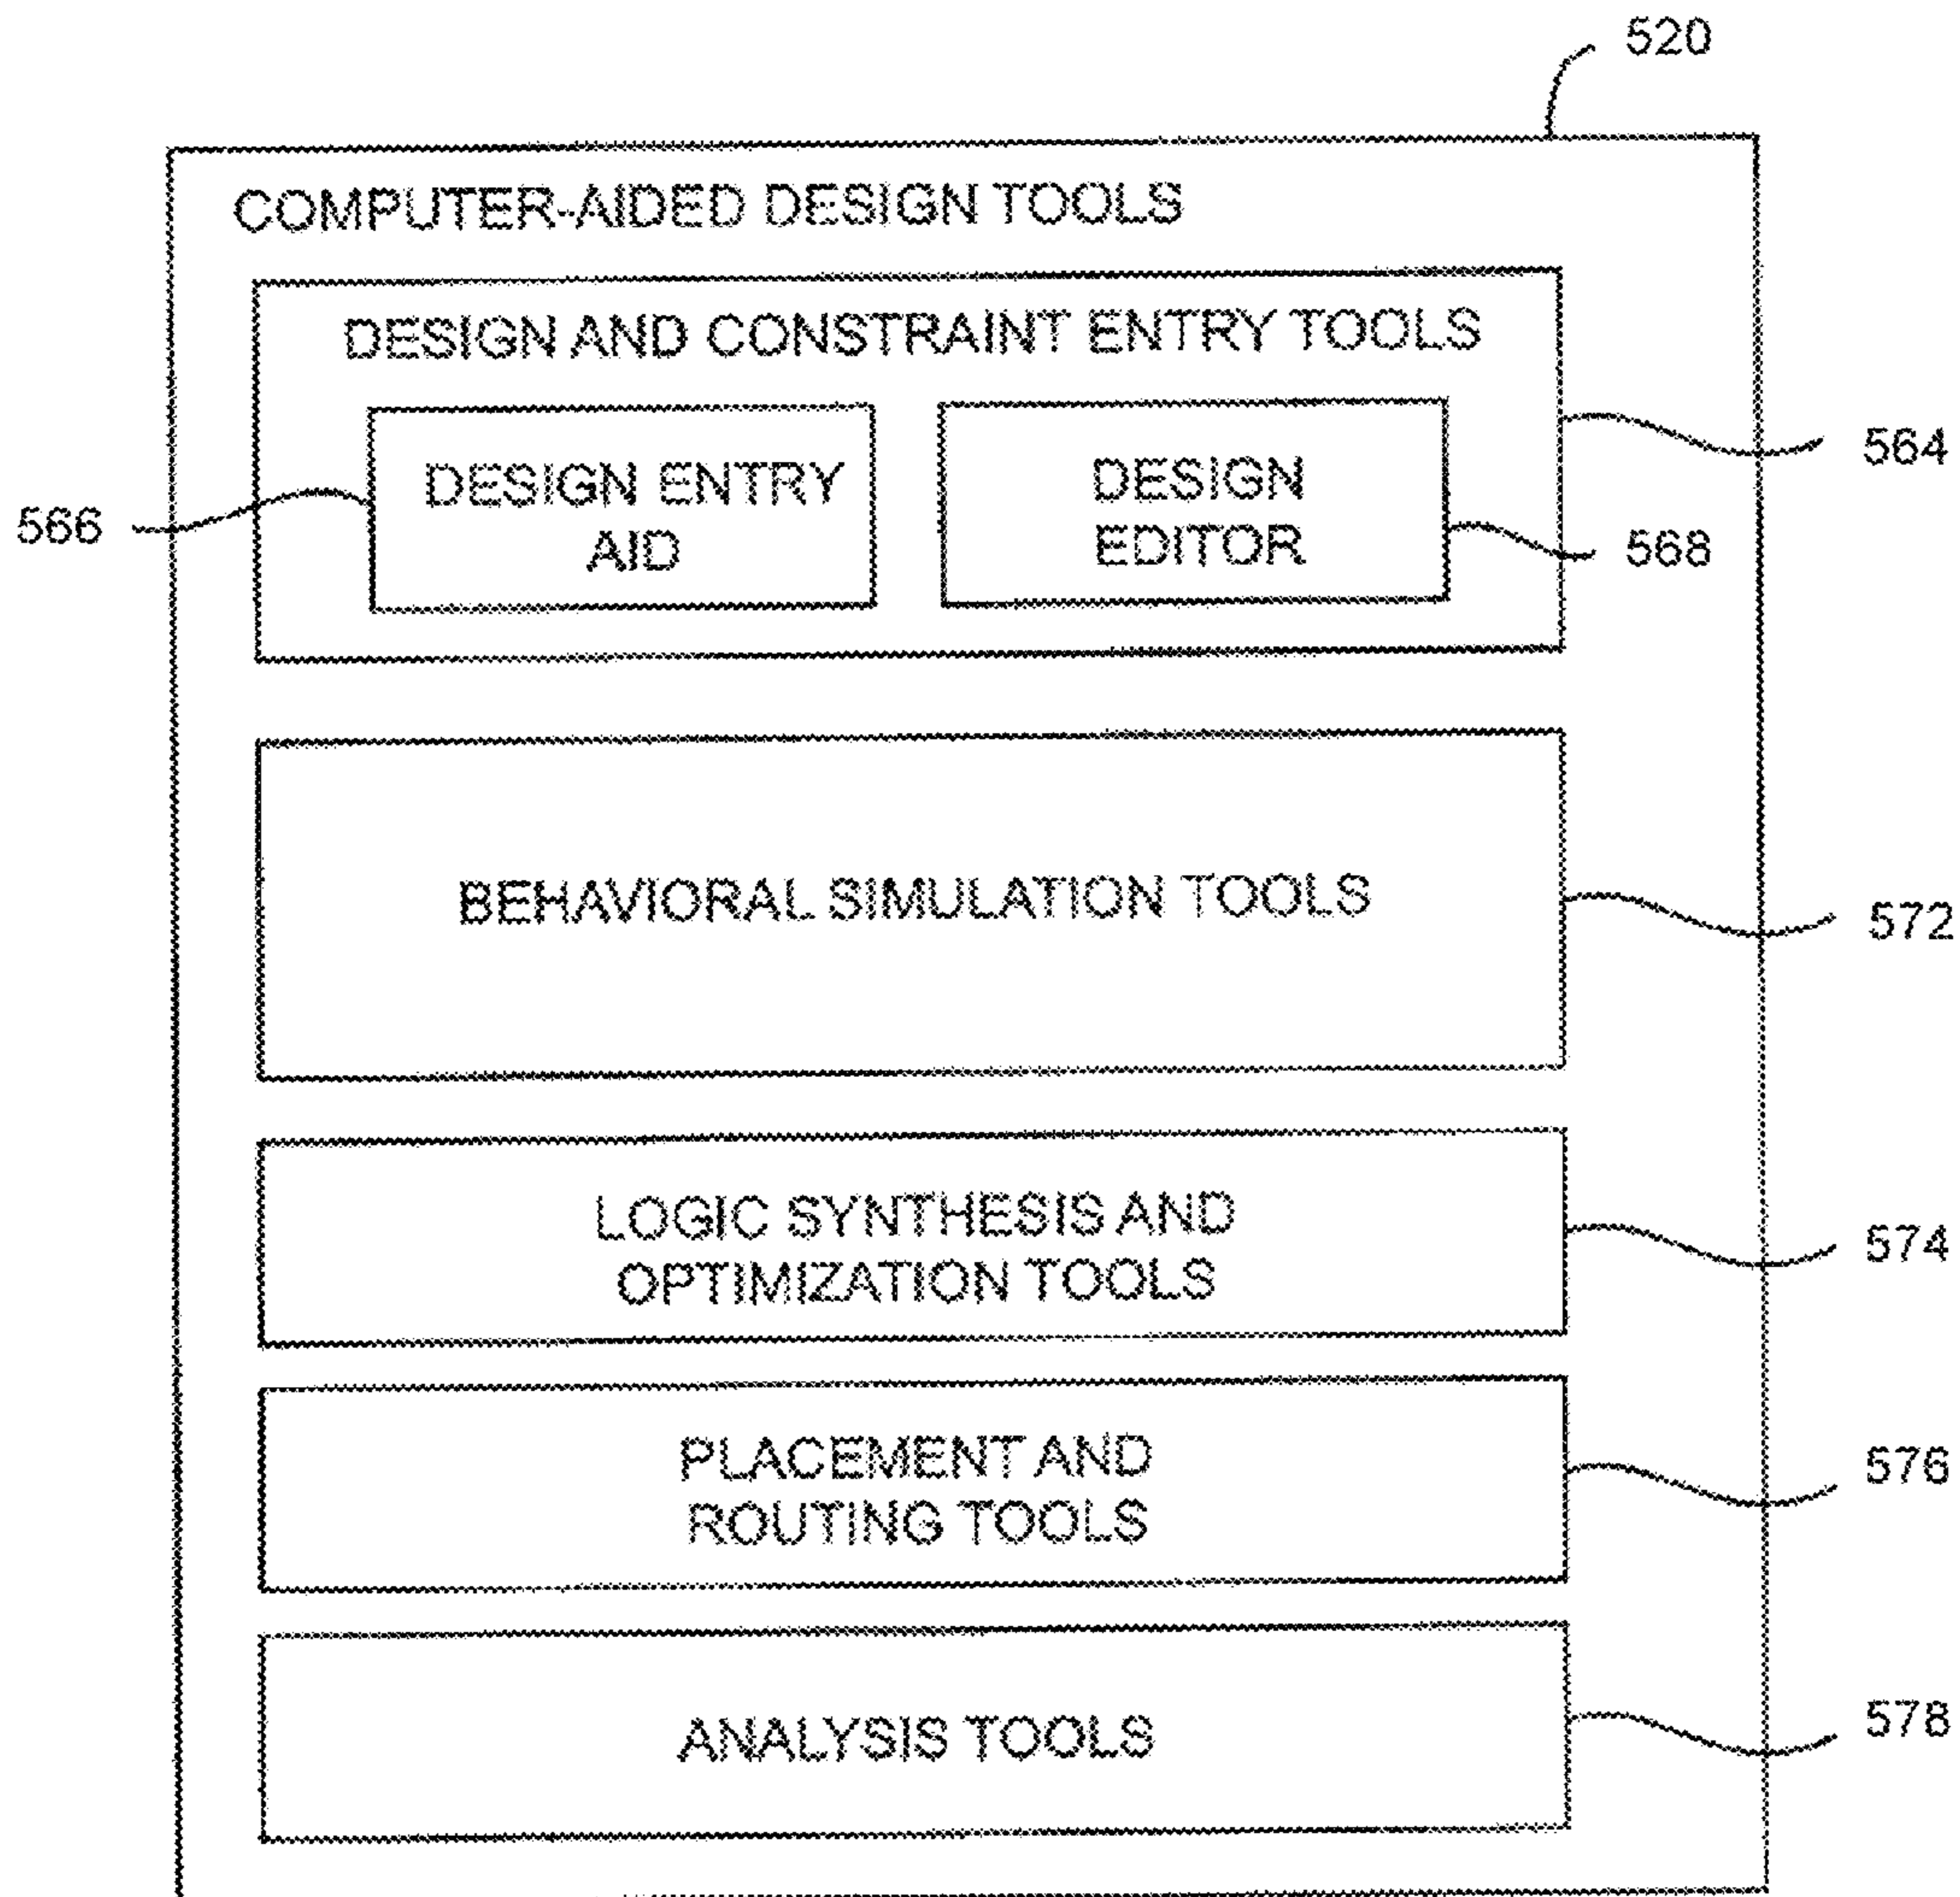 520
COMPUTER-AIDED DESIGN TOOLS
DESIGN AND CONSTRAINT ENTRY TOOLS
564
566
DESIGN ENTRY
AID
DESIGN
EDITOR
568
BEHAVIORAL SIMULATION TOOLS
572
LOGIC SYNTHESIS AND
OPTIMIZATION TOOLS
574
PLACEMENT AND
ROUTING TOOLS
576
ANALYSIS TOOLS
578